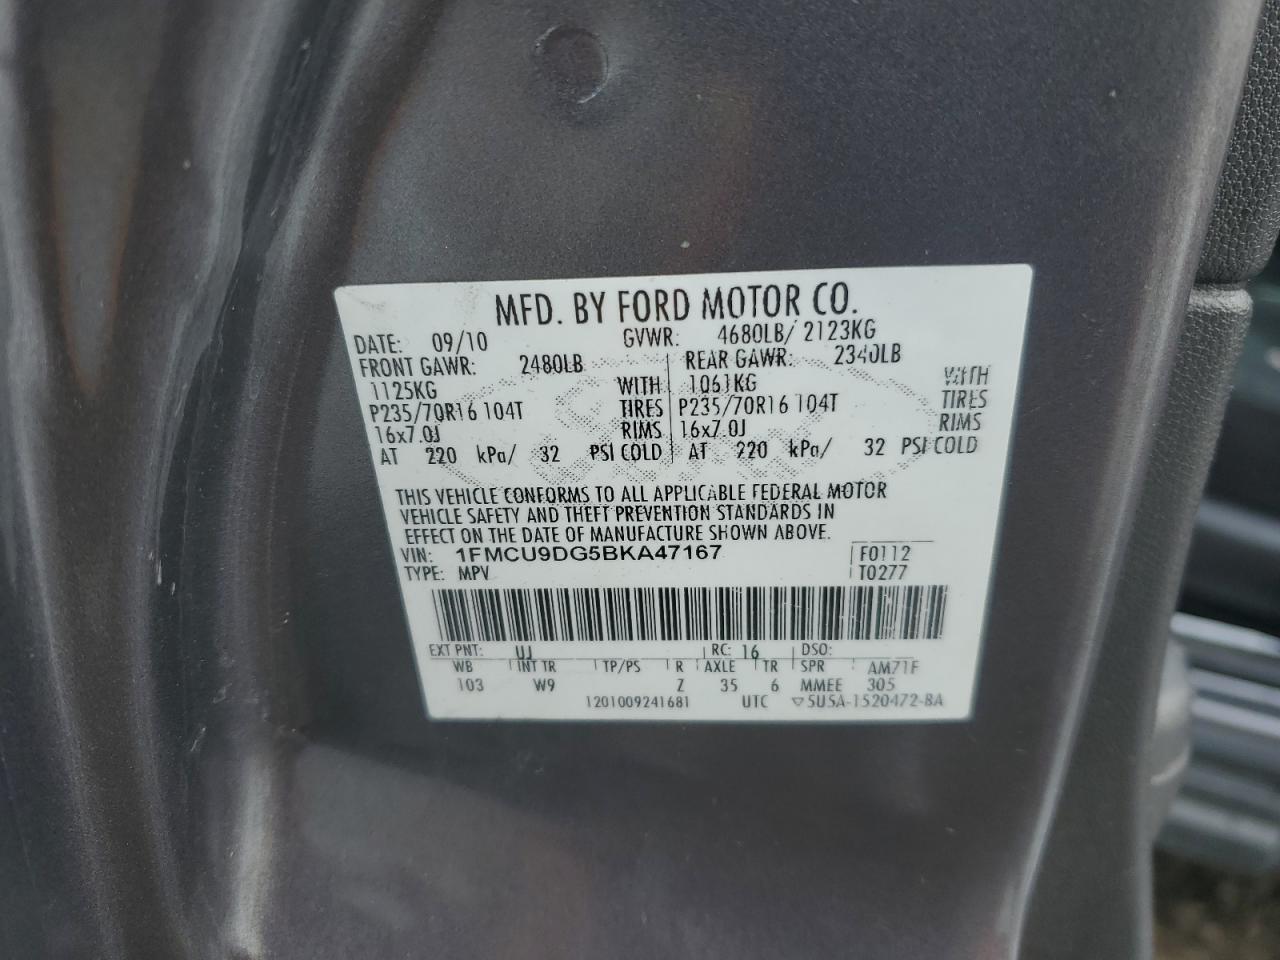 MFD. BY FORD MOTOR CO.
DATE: 09/10 GVWR: 4680LB/ 2123KG
FRONT GAWR: 2480LB REAR GAWR: 2340LB
1125KG WITH 1061KG WITH
P235/70R16 104T TIRES P235/70R16 104T TIRES
16x7.0J RIMS 16x7.0J RIMS
AT 220 kPa/ 32 PSI COLD AT 220 kPa/ 32 PSI COLD
THIS VEHICLE CONFORMS TO ALL APPLICABLE FEDERAL MOTOR
VEHICLE SAFETY AND THEFT PREVENTION STANDARDS IN
EFFECT ON THE DATE OF MANUFACTURE SHOWN ABOVE.
VIN: 1FMCU9DG5BKA47167 F0112
TYPE: MPV T0277
EXT PNT: UJ RC: 16 DSO:
WB INT TR TP/PS R AXLE TR SPR AM71F
103 W9 Z 35 6 MMEE 305
1201009241681 UTC ▽5U5A-1520472-BA